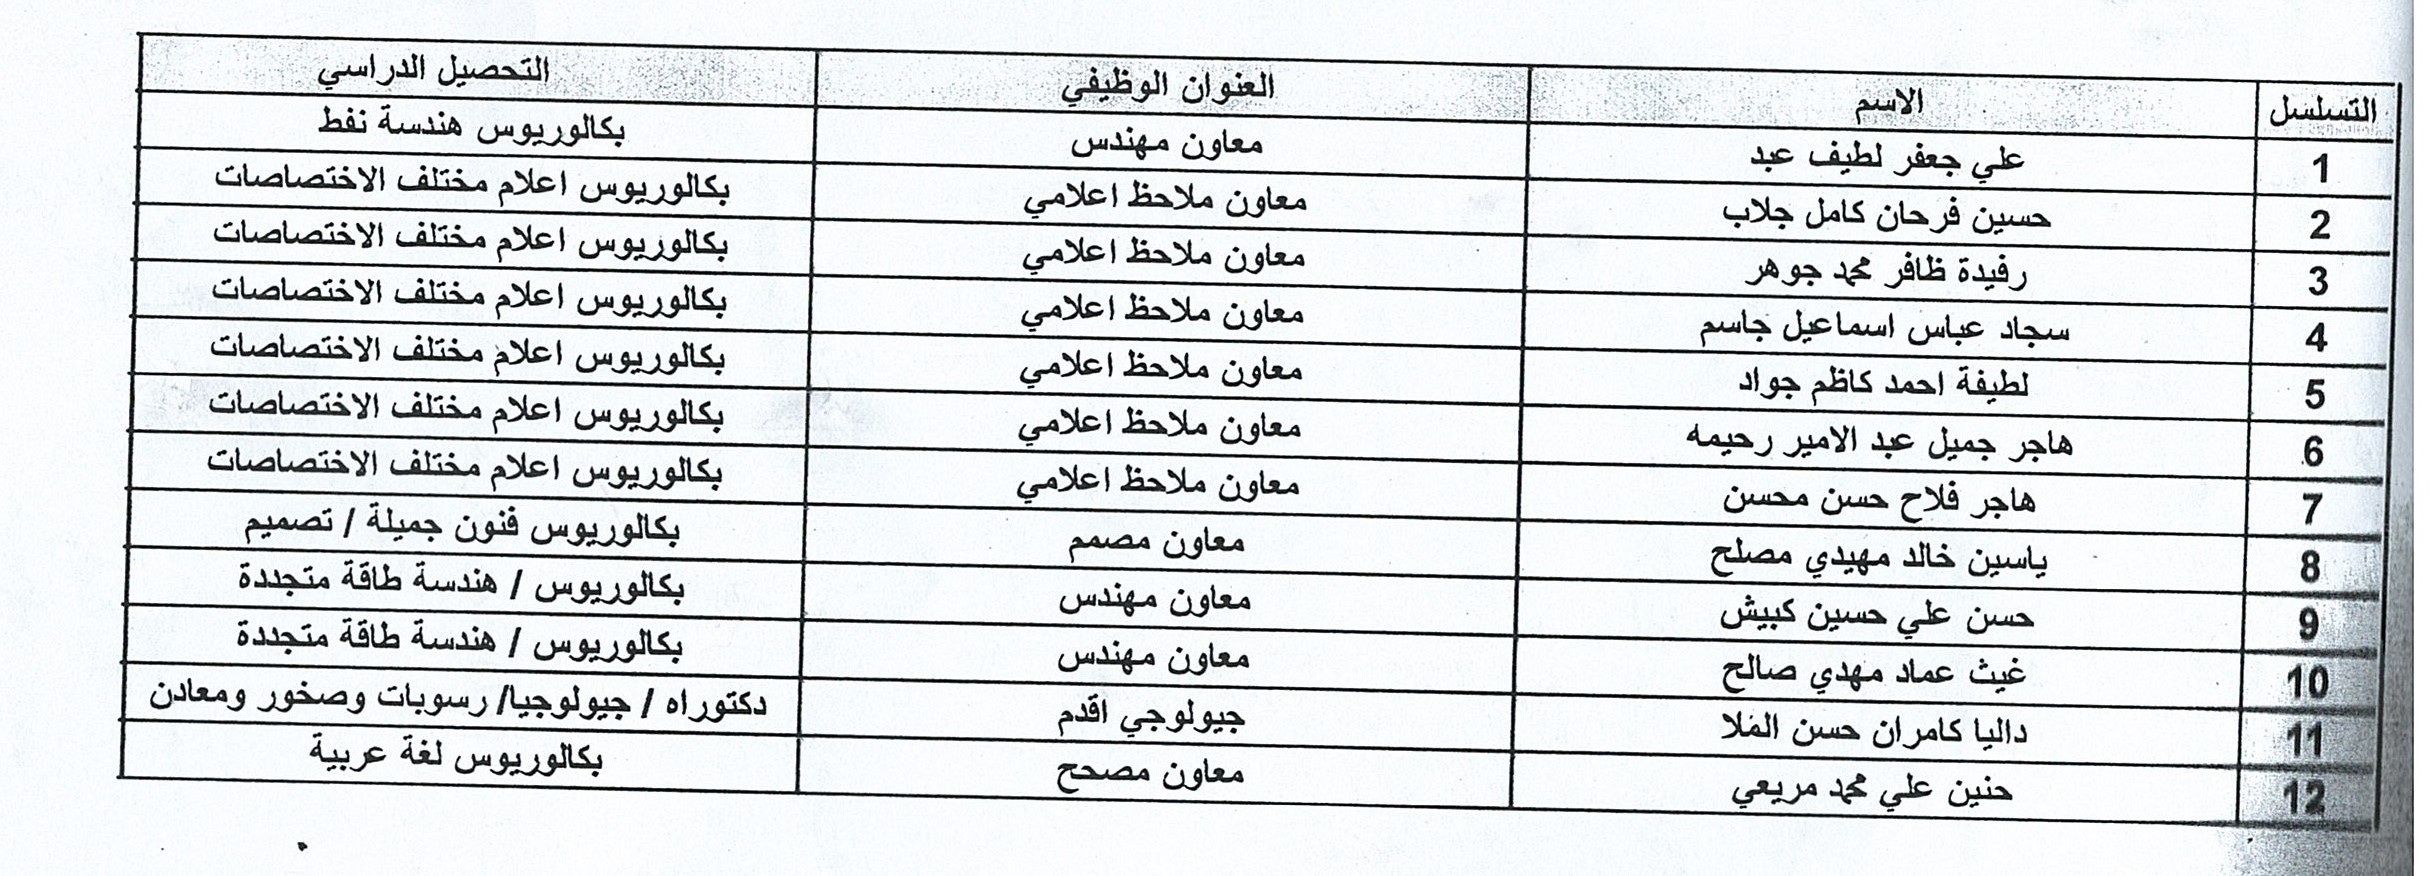 التسلسل الاسم العنوان الوظيفي التحصيل الدراسي
1 علي جعفر لطيف عبد معاون مهندس بكالوريوس هندسة نفط
2 حسين فرحان كامل جلاب معاون ملاحظ اعلامي بكالوريوس اعلام مختلف الاختصاصات
3 رفيدة ظافر محمد جوهر معاون ملاحظ اعلامي بكالوريوس اعلام مختلف الاختصاصات
4 سجاد عباس اسماعيل جاسم معاون ملاحظ اعلامي بكالوريوس اعلام مختلف الاختصاصات
5 لطيفة احمد كاظم جواد معاون ملاحظ اعلامي بكالوريوس اعلام مختلف الاختصاصات
6 هاجر جميل عبد الامير رحيمه معاون ملاحظ اعلامي بكالوريوس اعلام مختلف الاختصاصات
7 هاجر فلاح حسن محسن معاون ملاحظ اعلامي بكالوريوس اعلام مختلف الاختصاصات
8 ياسين خالد مهيدي مصلح معاون مصمم بكالوريوس فنون جميلة / تصميم
9 حسن علي حسين كبيش معاون مهندس بكالوريوس / هندسة طاقة متجددة
10 غيث عماد مهدي صالح معاون مهندس بكالوريوس / هندسة طاقة متجددة
11 داليا كامران حسن الملا جيولوجي اقدم دكتوراه / جيولوجيا/ رسوبات وصخور ومعادن
12 حنين علي محمد مريعي معاون مصحح بكالوريوس لغة عربية